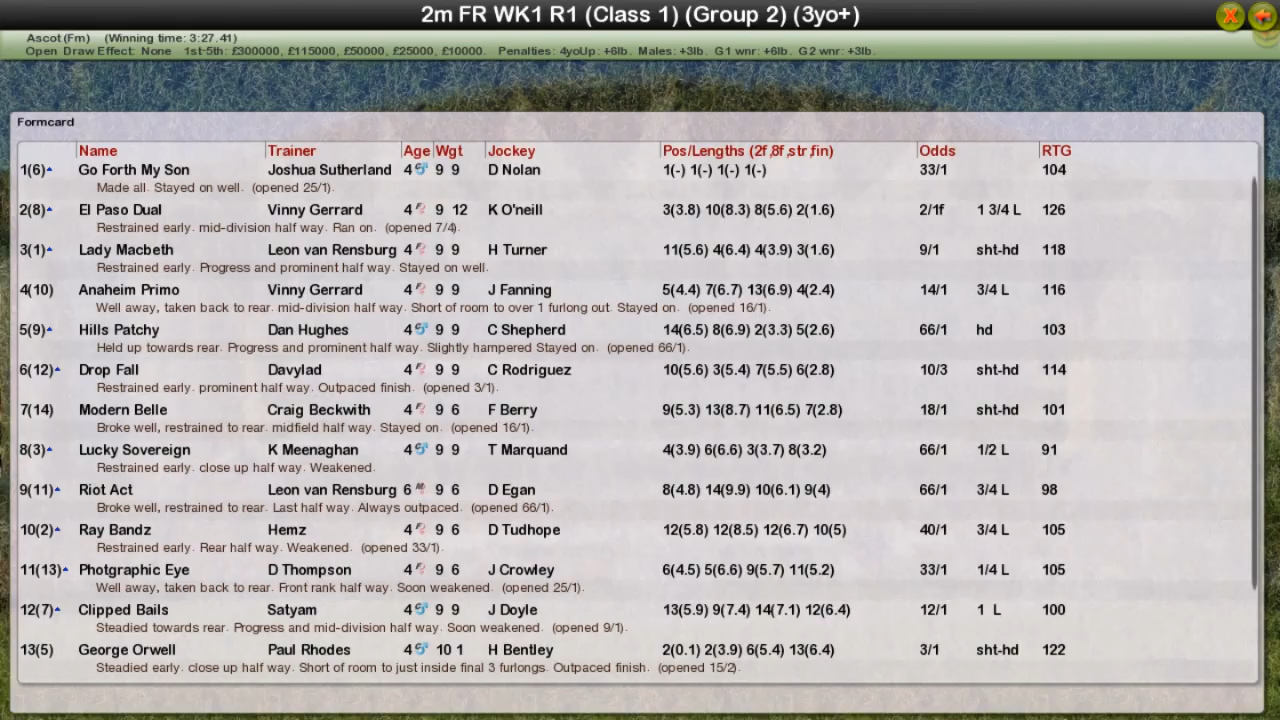 2m FR WK1 R1 (Class 1) (Group 2) (3yo+)
Ascot(Fm) (Winning time: 3:27.41)
Open Draw Effect: None 1st-5th: £300000, £115000, £50000, £25000, £10000. Penalties: 4yoUp: +6lb. Males: +3lb. G1 wnr: +6lb. G2 wnr: +3lb.
Formcard
Name Trainer Age Wgt Jockey Pos/Lengths (2f,8f,str,fin) Odds RTG
1(6) Go Forth My Son Joshua Sutherland 4 9 9 D Nolan 1(-) 1(-) 1(-) 1(-) 33/1 104
Made all. Stayed on well. (opened 25/1).
2(8) El Paso Dual Vinny Gerrard 4 9 12 K O'neill 3(3.8) 10(8.3) 8(5.6) 2(1.6) 2/1f 1 3/4 L 126
Restrained early. mid-division half way. Ran on. (opened 7/4).
3(1) Lady Macbeth Leon van Rensburg 4 9 9 H Turner 11(5.6) 4(6.4) 4(3.9) 3(1.6) 9/1 sht-hd 118
Restrained early. Progress and prominent half way. Stayed on well.
4(10) Anaheim Primo Vinny Gerrard 4 9 9 J Fanning 5(4.4) 7(6.7) 13(6.9) 4(2.4) 14/1 3/4 L 116
Well away, taken back to rear. mid-division half way. Short of room to over 1 furlong out. Stayed on. (opened 16/1).
5(9) Hills Patchy Dan Hughes 4 9 9 C Shepherd 14(6.5) 8(6.9) 2(3.3) 5(2.6) 66/1 hd 103
Held up towards rear. Progress and prominent half way. Slightly hampered Stayed on. (opened 66/1).
6(12) Drop Fall Davylad 4 9 9 C Rodriguez 10(5.6) 3(5.4) 7(5.5) 6(2.8) 10/3 sht-hd 114
Restrained early. prominent half way. Outpaced finish. (opened 3/1).
7(14) Modern Belle Craig Beckwith 4 9 6 F Berry 9(5.3) 13(8.7) 11(6.5) 7(2.8) 18/1 sht-hd 101
Broke well, restrained to rear. midfield half way. Stayed on. (opened 16/1).
8(3) Lucky Sovereign K Meenaghan 4 9 9 T Marquand 4(3.9) 6(6.6) 3(3.7) 8(3.2) 66/1 1/2 L 91
Restrained early. close up half way. Weakened.
9(11) Riot Act Leon van Rensburg 6 9 6 D Egan 8(4.8) 14(9.9) 10(6.1) 9(4) 66/1 3/4 L 98
Broke well, restrained to rear. Last half way. Always outpaced. (opened 66/1).
10(2) Ray Bandz Hemz 4 9 6 D Tudhope 12(5.8) 12(8.5) 12(6.7) 10(5) 40/1 3/4 L 105
Restrained early. Rear half way. Weakened. (opened 33/1).
11(13) Photgraphic Eye D Thompson 4 9 6 J Crowley 6(4.5) 5(6.6) 9(5.7) 11(5.2) 33/1 1/4 L 105
Well away, taken back to rear. Front rank half way. Soon weakened. (opened 25/1).
12(7) Clipped Bails Satyam 4 9 9 J Doyle 13(5.9) 9(7.4) 14(7.1) 12(6.4) 12/1 1 L 100
Steadied towards rear. Progress and mid-division half way. Soon weakened. (opened 9/1).
13(5) George Orwell Paul Rhodes 4 10 1 H Bentley 2(0.1) 2(3.9) 6(5.4) 13(6.4) 3/1 sht-hd 122
Steadied early. close up half way. Short of room to just inside final 3 furlongs. Outpaced finish. (opened 15/2).